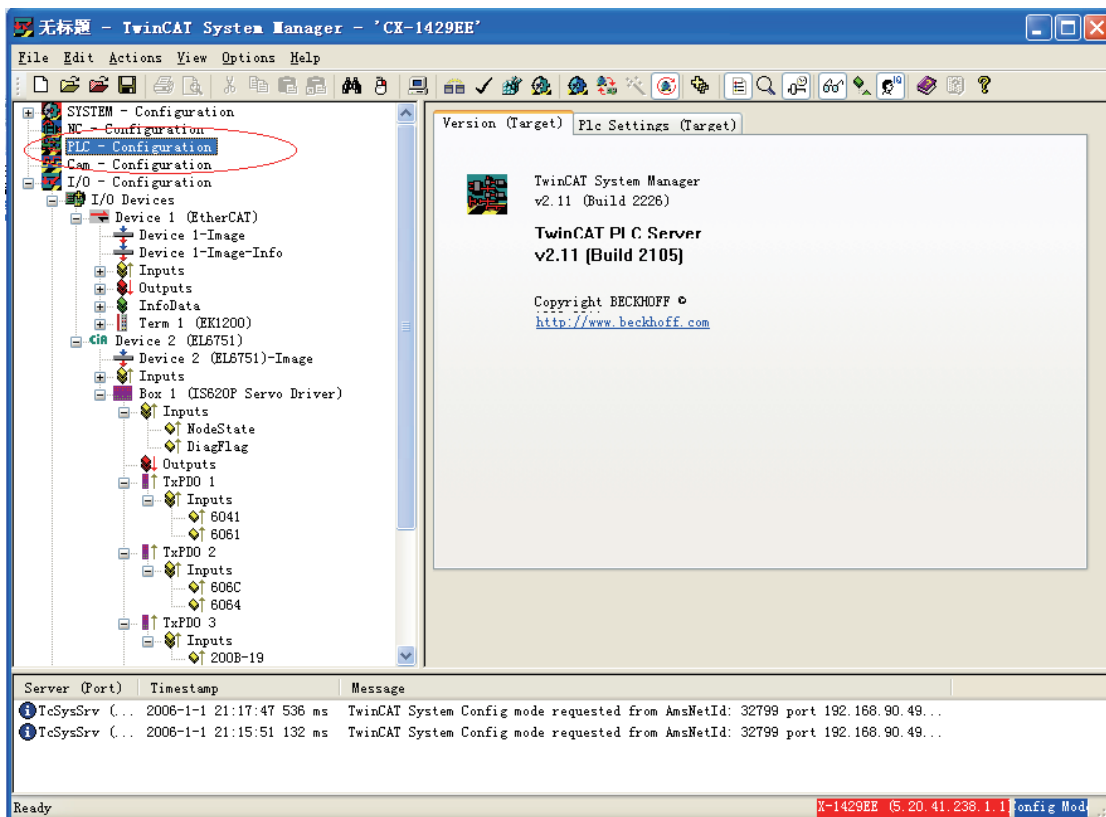 无标题 - TwinCAT System Manager - 'CX-1429EE'
File Edit Actions View Options Help
SYSTEM - Configuration
NC - Configuration
PLC - Configuration
Cam - Configuration
I/O - Configuration
I/O Devices
Device 1 (EtherCAT)
Device 1-Image
Device 1-Image-Info
Inputs
Outputs
InfoData
Term 1 (EK1200)
CiA Device 2 (EL6751)
Device 2 (EL6751)-Image
Inputs
Box 1 (IS620P Servo Driver)
Inputs
NodeState
DiagFlag
Outputs
TxPDO 1
Inputs
6041
6061
TxPDO 2
Inputs
606C
6064
TxPDO 3
Inputs
200B-19
Version (Target) Plc Settings (Target)
TwinCAT System Manager
v2.11 (Build 2226)
TwinCAT PLC Server
v2.11 (Build 2105)
Copyright BECKHOFF ©
http://www.beckhoff.com
Server (Port) Timestamp Message
TcSysSrv (... 2006-1-1 21:17:47 536 ms TwinCAT System Config mode requested from AmsNetId: 32799 port 192.168.90.49...
TcSysSrv (... 2006-1-1 21:15:51 132 ms TwinCAT System Config mode requested from AmsNetId: 32799 port 192.168.90.49...
Ready X-1429EE (5.20.41.238.1.1 onfig Mod